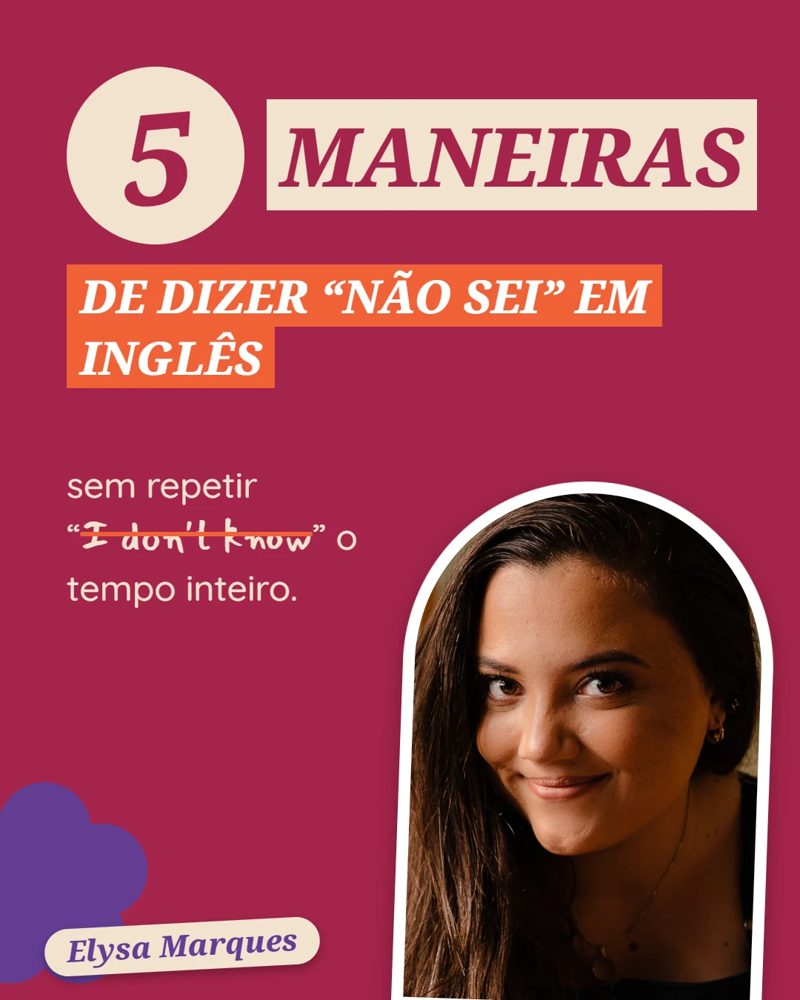 5 MANEIRAS
DE DIZER “NÃO SEI” EM
INGLÊS
sem repetir
“I don't know” o
tempo inteiro.
Elysa Marques